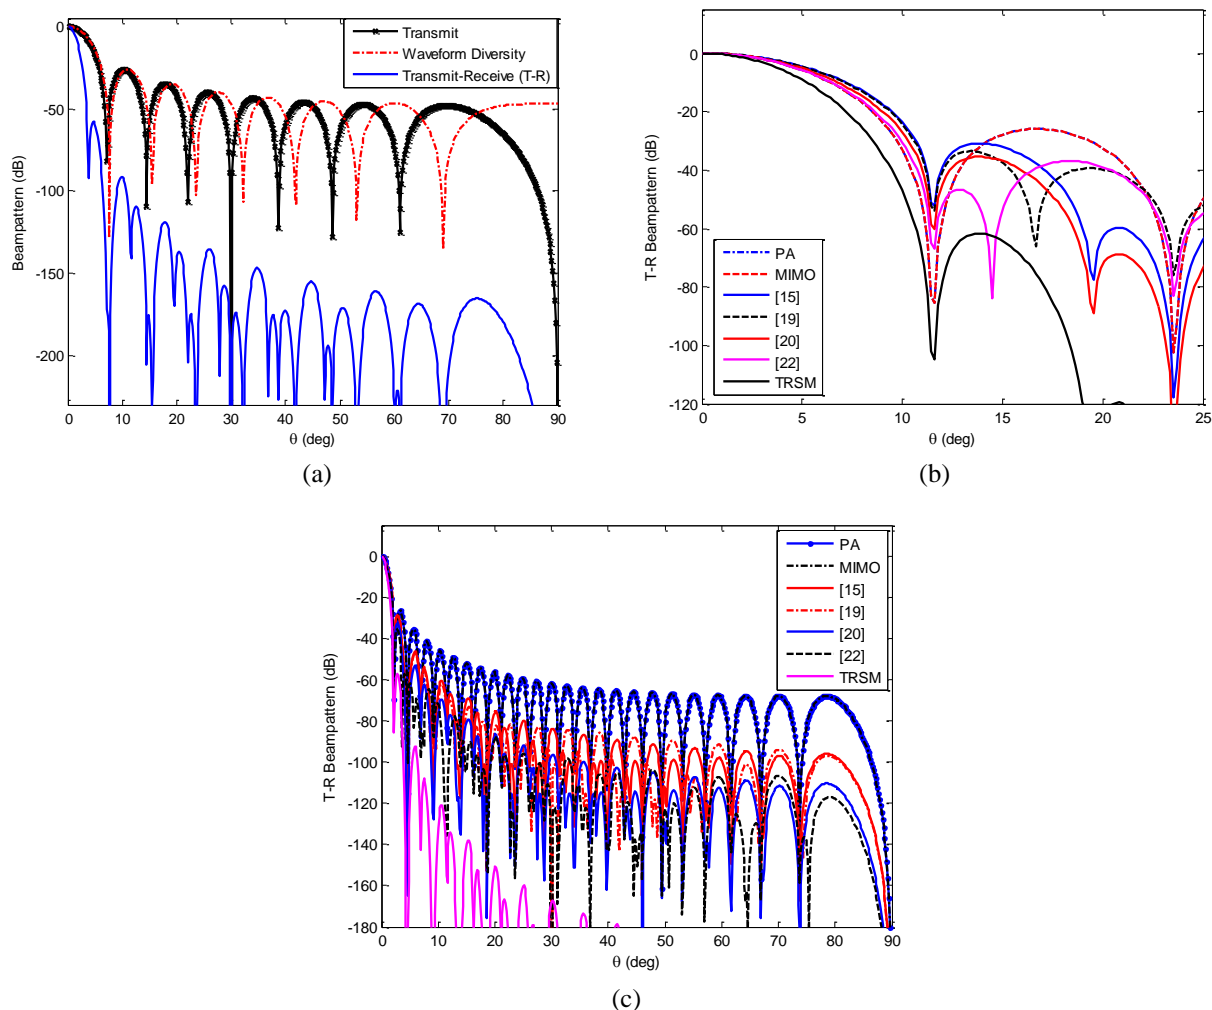 0
-50
-100
-150
-200
Beampattern (dB)
0 10 20 30 40 50 60 70 80 90
θ (deg)
Transmit
Waveform Diversity
Transmit-Receive (T-R)
(a)
0
-20
-40
-60
-80
-100
-120
T-R Beampattern (dB)
0 5 10 15 20 25
θ (deg)
PA
MIMO
[15]
[19]
[20]
[22]
TRSM
(b)
0
-20
-40
-60
-80
-100
-120
-140
-160
-180
T-R Beampattern (dB)
0 10 20 30 40 50 60 70 80 90
θ (deg)
PA
MIMO
[15]
[19]
[20]
[22]
TRSM
(c)